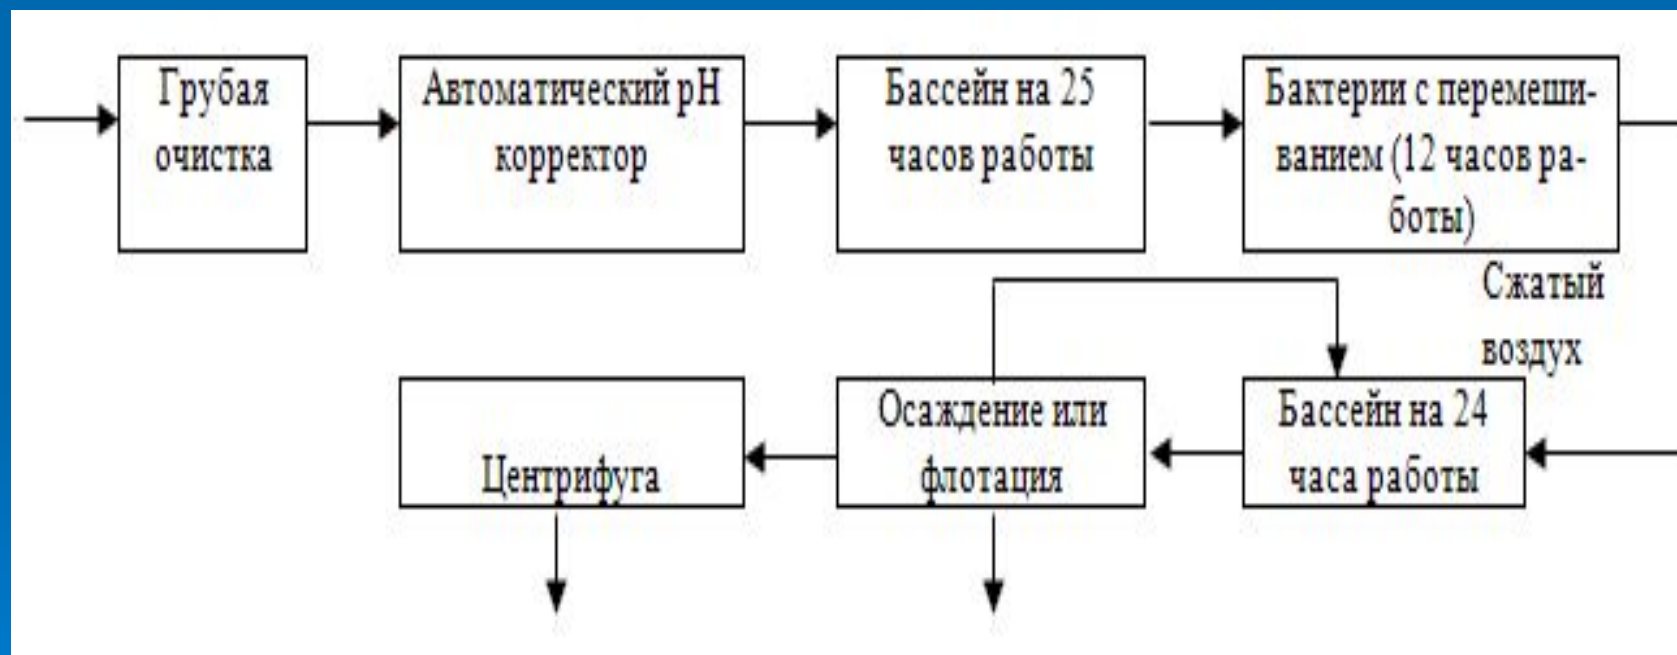 Грубая
очистка
Автоматический pH
корректор
Бассейн на 25
часов работы
Бактерии с перемеши-
ванием (12 часов ра-
боты)
Сжатый
воздух
Центрифуга
Осаждение или
флотация
Бассейн на 24
часа работы